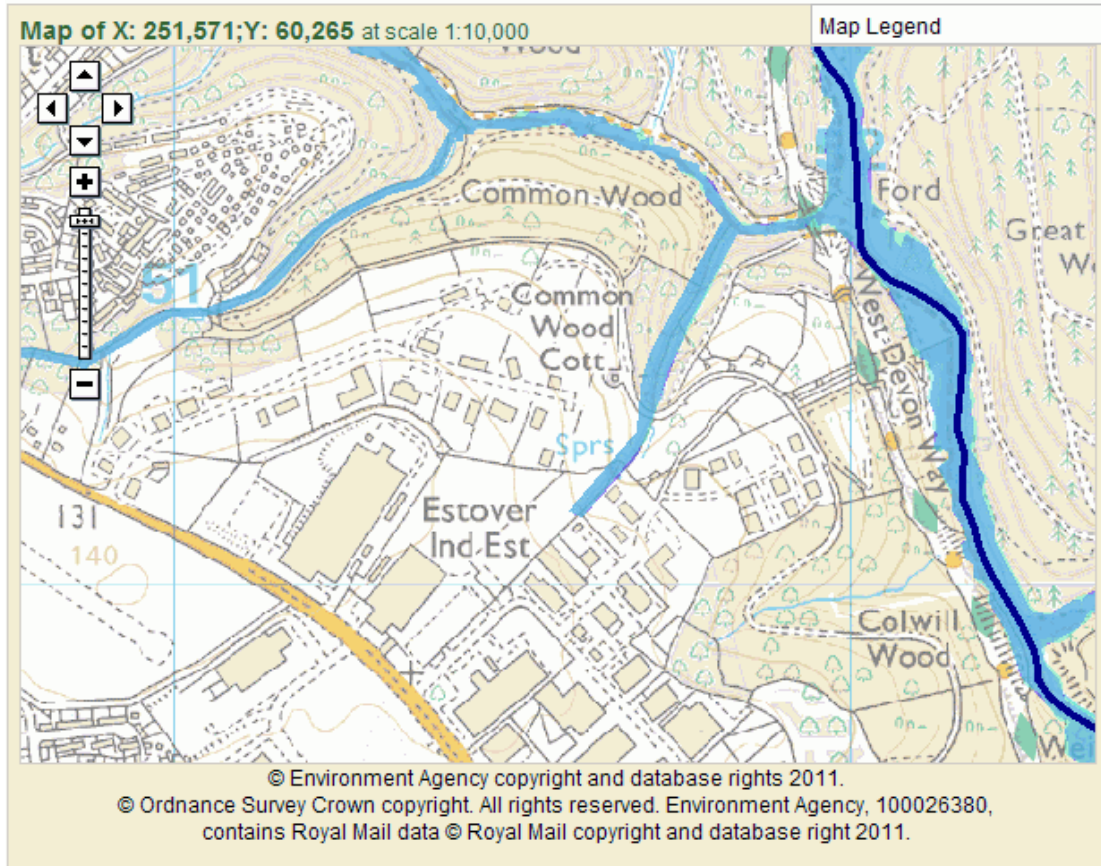 Map of X: 251,571;Y: 60,265 at scale 1:10,000
Map Legend
Wood
51
Common Wood
Ford
Great
Common
Wood
Cott
West Devon Way
Sprs
Estover
Ind Est
131
140
Colwill
Wood
© Environment Agency copyright and database rights 2011.
© Ordnance Survey Crown copyright. All rights reserved. Environment Agency, 100026380,
contains Royal Mail data © Royal Mail copyright and database right 2011.